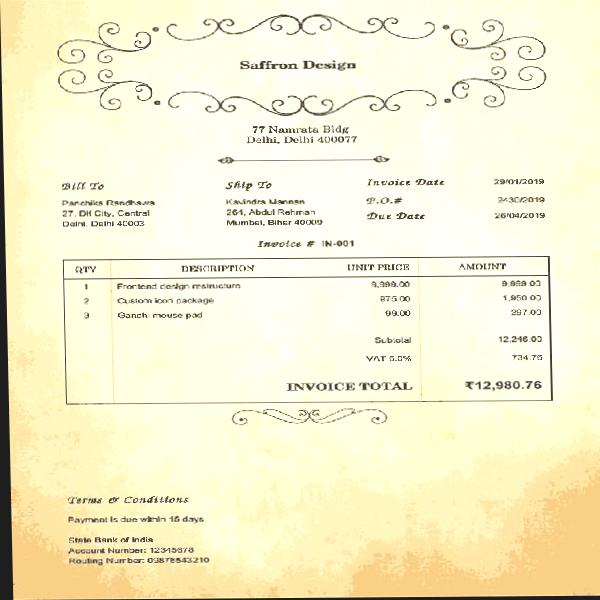 Saffron Design
77 Namrata Bldg
Delhi, Delhi 400077
Bill To
Panchika Randhawa
27, Dlf City, Central
Delhi, Delhi 40003
Ship To
Kavindra Mannan
264, Abdul Rehman
Mumbai, Bihar 40009
Invoice Date 29/01/2019
P.O.# 2430/2019
Due Date 26/04/2019
Invoice # IN-001
QTY DESCRIPTION UNIT PRICE AMOUNT
1 Frontend design restructure 9,999.00 9,999.00
2 Custom icon package 975.00 1,950.00
3 Gandhi mouse pad 99.00 297.00
Subtotal 12,246.00
VAT 6.0% 734.76
INVOICE TOTAL ₹12,980.76
Terms & Conditions
Payment is due within 15 days
State Bank of India
Account Number: 12345678
Routing Number: 09876543210